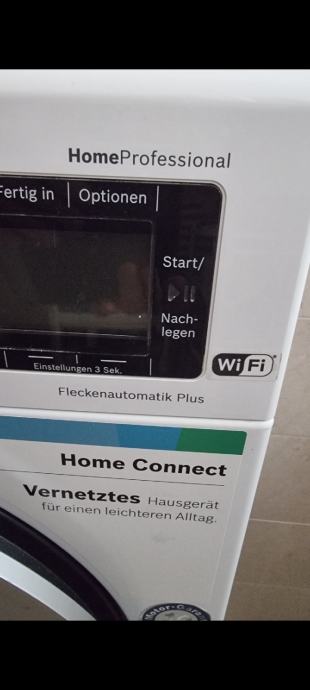 HomeProfessional
Fertig in | Optionen |
Start/
Nach-
legen
Einstellungen 3 Sek.
WiFi
Fleckenautomatik Plus
Home Connect
Vernetztes Hausgerät
für einen leichteren Alltag.